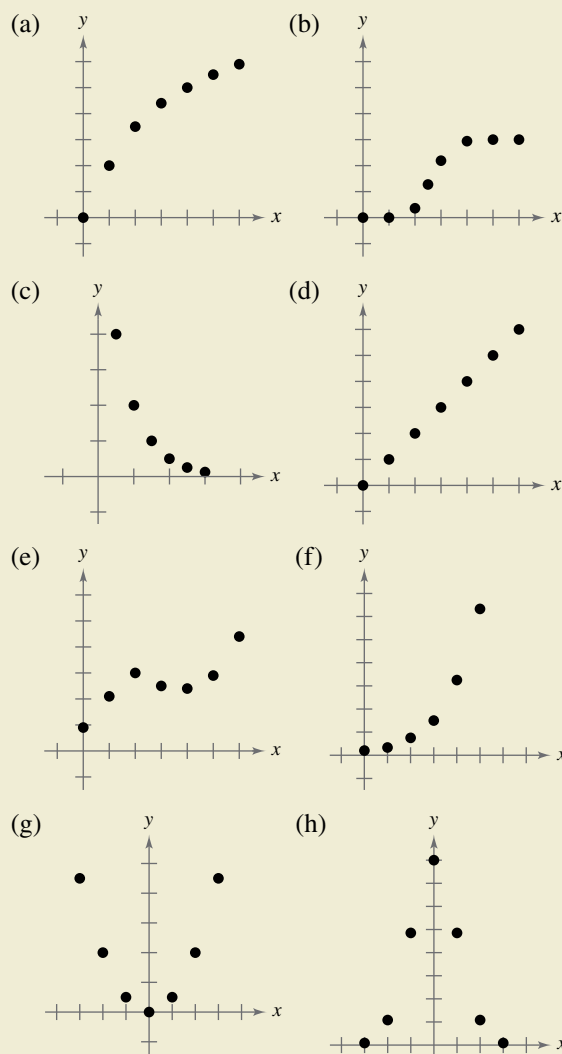 (a) y
x
(b) y
x
(c) y
x
(d) y
x
(e) y
x
(f) y
x
(g) y
x
(h) y
x